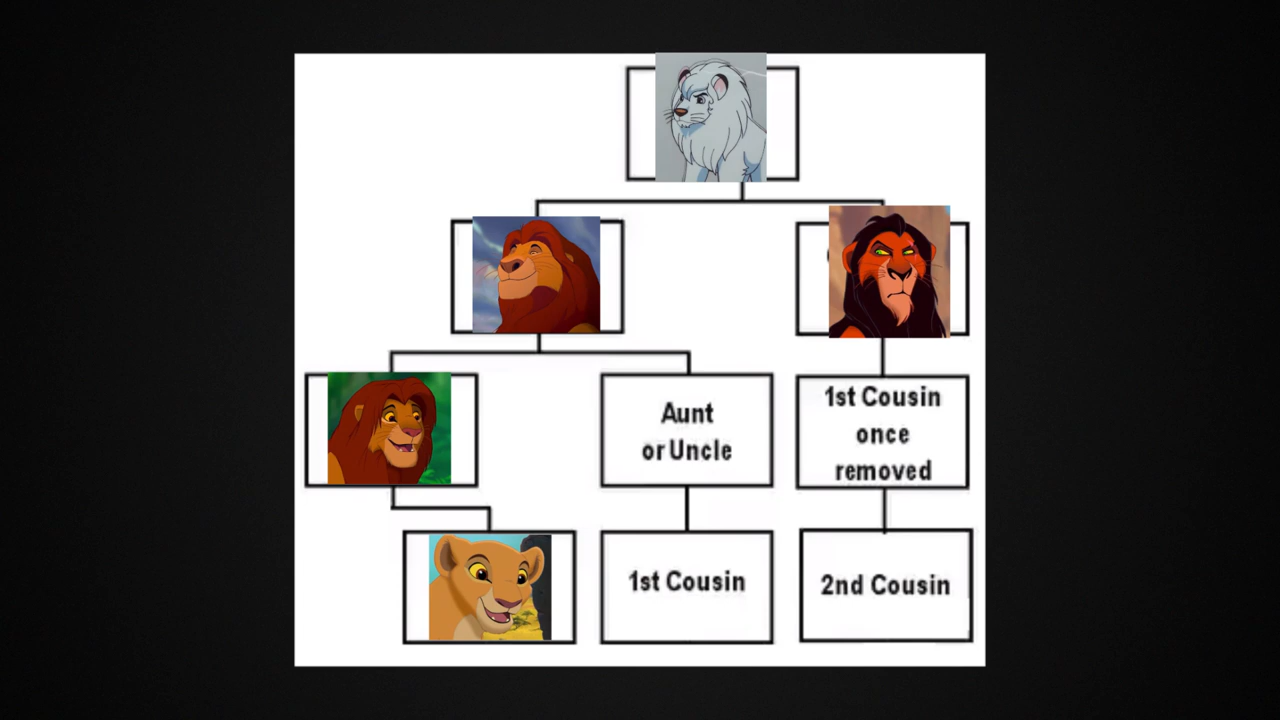 Aunt
or Uncle
1st Cousin
once
removed
1st Cousin
2nd Cousin